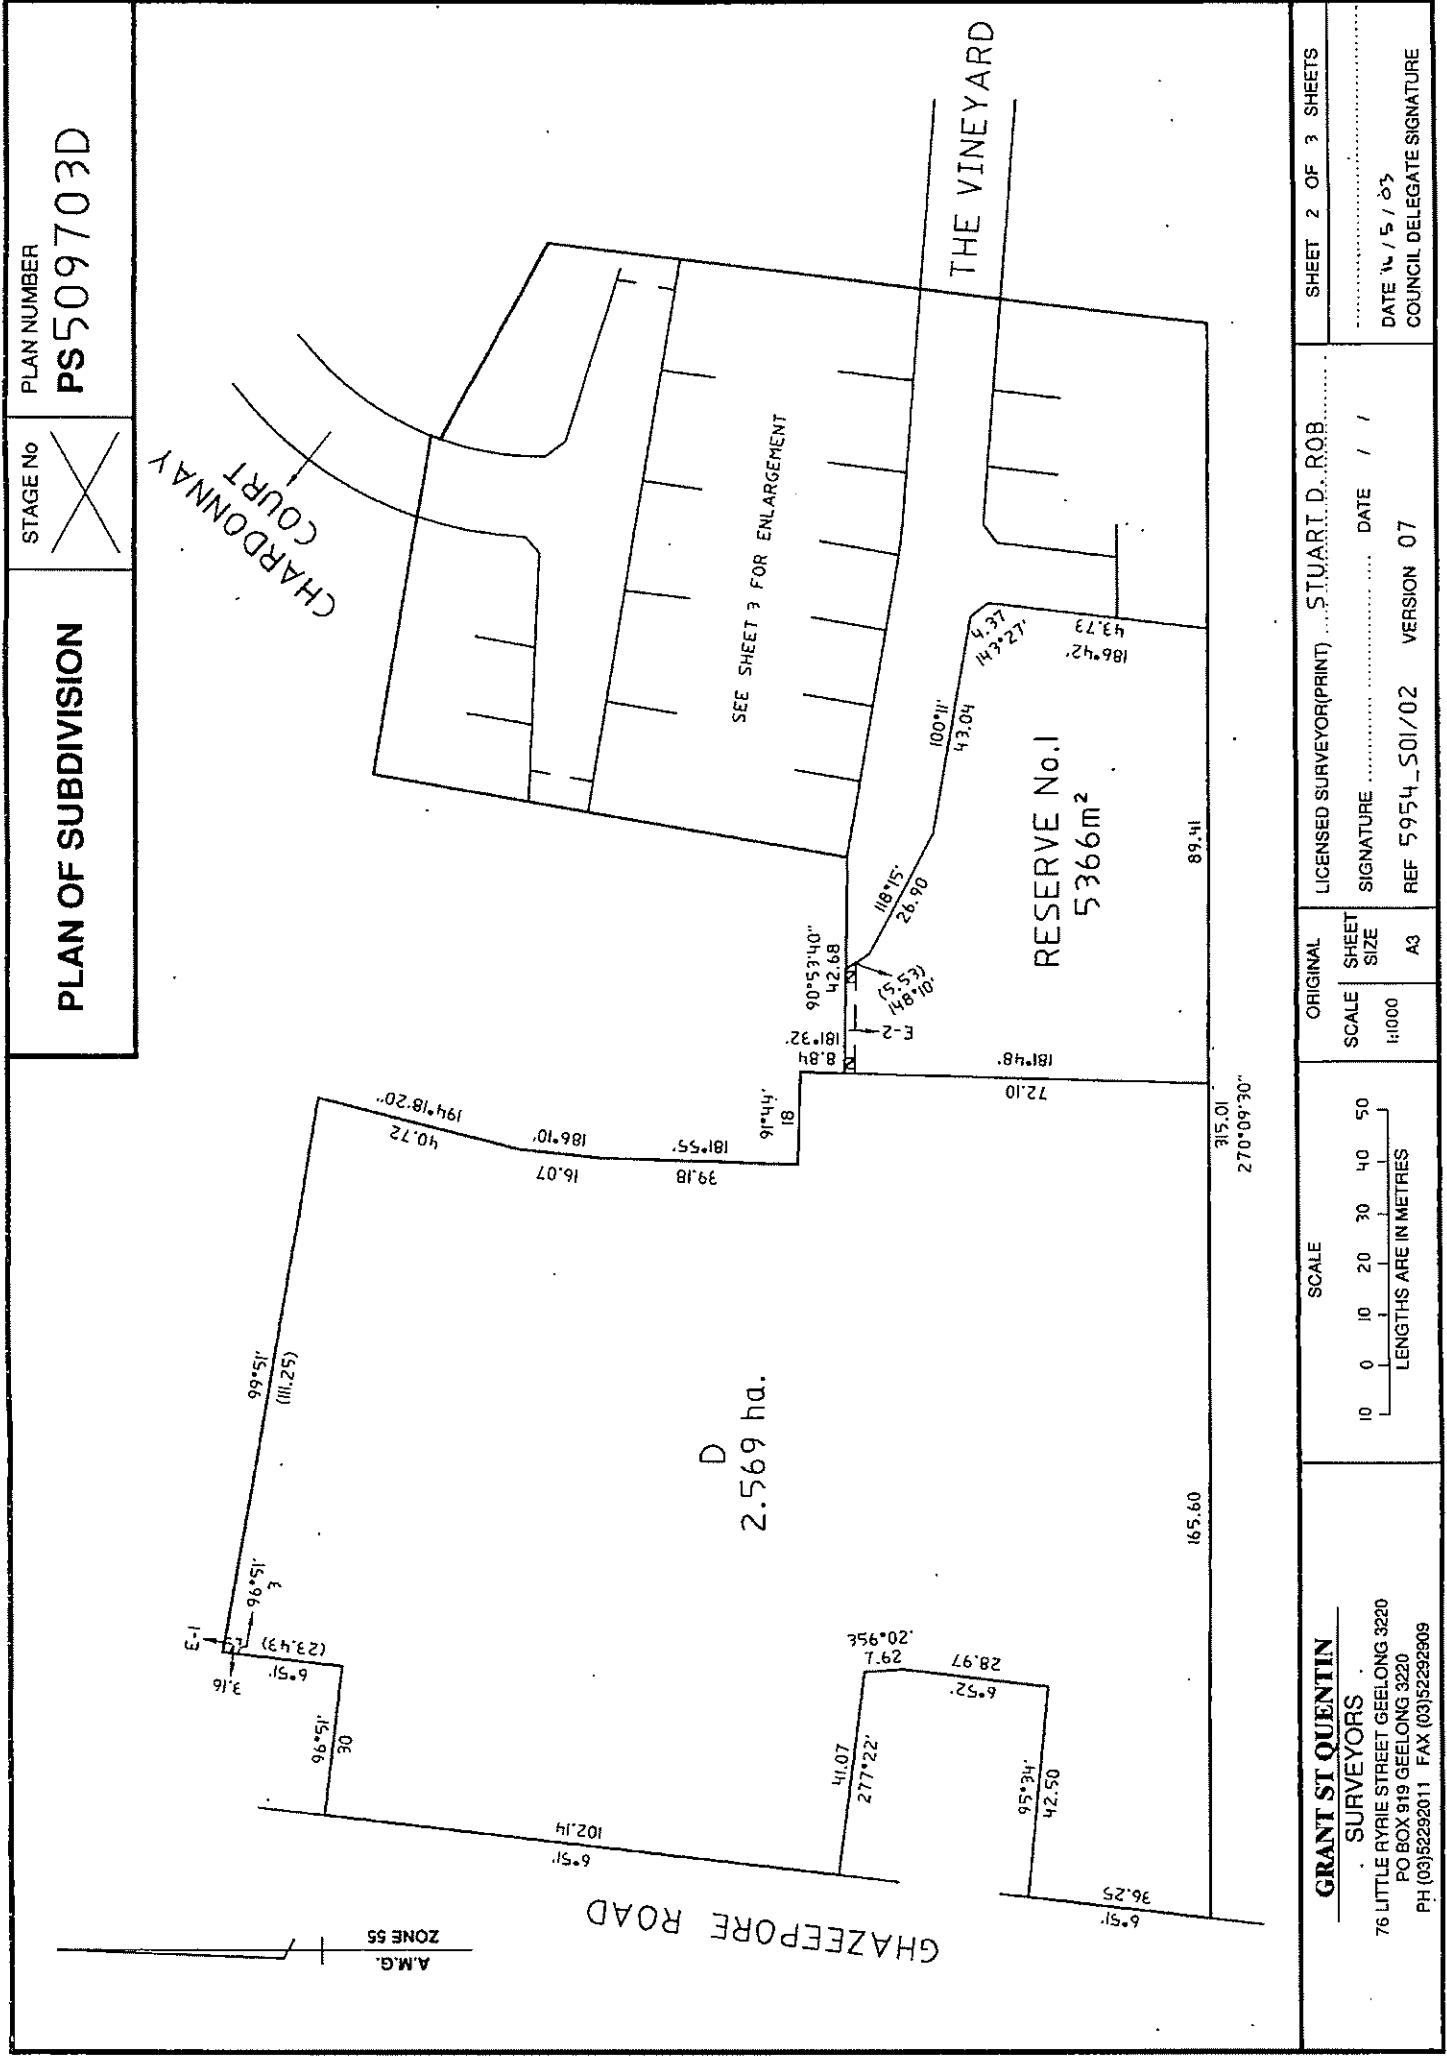 PLAN OF SUBDIVISION
STAGE No
PLAN NUMBER
PS509703D
CHARDONNAY
COURT
THE VINEYARD
SEE SHEET 3 FOR ENLARGEMENT
E-1
3.16
96°51'
3
(23.43)
6°51'
96°51'
30
99°51'
(111.25)
194°18'20"
40.72
186°10'
16.07
181°55'
39.18
91°44'
18
181°32'
8.84
90°53'40"
42.68
E-2
(5.53)
148°10'
118°15'
26.90
100°11'
43.04
4.37
143°27'
186°42'
43.73
RESERVE No.1
5366m²
181°48'
72.10
89.41
D
2.569 ha.
102.14
6°51'
41.07
277°22'
7.62
28.97
6°52'
95°34'
42.50
36.25
6°51'
165.60
315.01
270°09'30"
GHAZEEPORE ROAD
A.M.G.
ZONE 55
GRANT ST QUENTIN
SURVEYORS
76 LITTLE RYRIE STREET GEELONG 3220
PO BOX 919 GEELONG 3220
PH (03)52292011 FAX (03)52292909
SCALE
10 0 10 20 30 40 50
LENGTHS ARE IN METRES
ORIGINAL
SCALE
1:1000
SHEET
SIZE
A3
LICENSED SURVEYOR(PRINT) ... STUART D. ROB
SIGNATURE ........................ DATE / /
REF 5954_S01/02 VERSION 07
SHEET 2 OF 3 SHEETS
DATE / 5 / 03
COUNCIL DELEGATE SIGNATURE